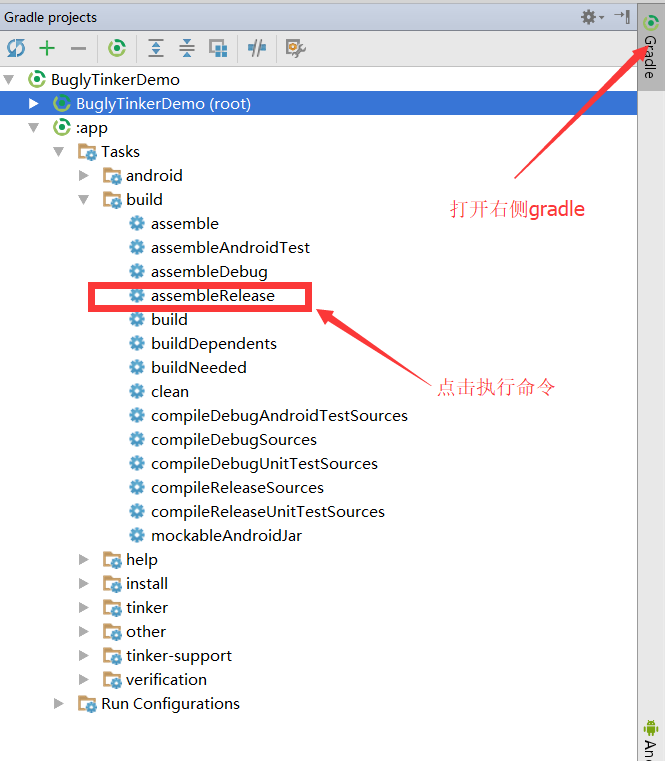 Gradle projects
Gradle
BuglyTinkerDemo
BuglyTinkerDemo (root)
:app
Tasks
android
build
打开右侧gradle
assemble
assembleAndroidTest
assembleDebug
assembleRelease
build
buildDependents
buildNeeded
点击执行命令
clean
compileDebugAndroidTestSources
compileDebugSources
compileDebugUnitTestSources
compileReleaseSources
compileReleaseUnitTestSources
mockableAndroidJar
help
install
tinker
other
tinker-support
verification
Run Configurations